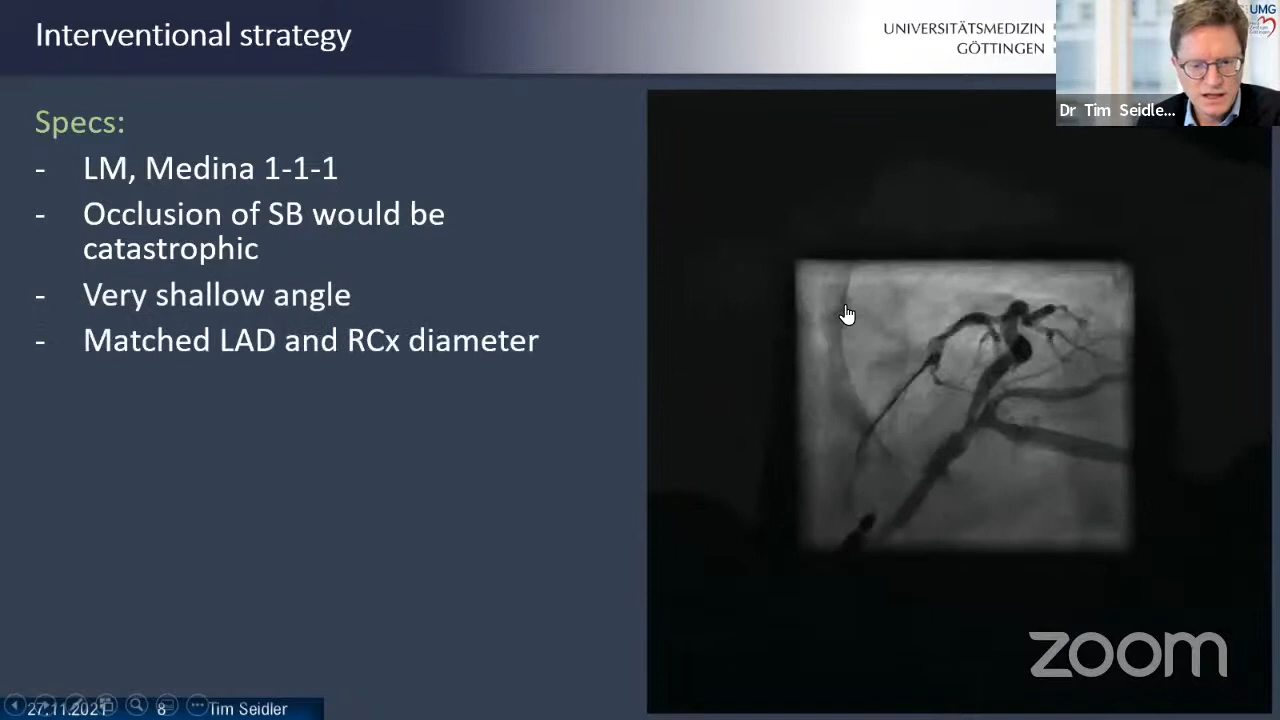 Interventional strategy
UNIVERSITÄTSMEDIZIN
GÖTTINGEN
UMG
Dr Tim Seidle...
Specs:
- LM, Medina 1-1-1
- Occlusion of SB would be
catastrophic
- Very shallow angle
- Matched LAD and RCx diameter
zoom
27.11.2021 8 Tim Seidler